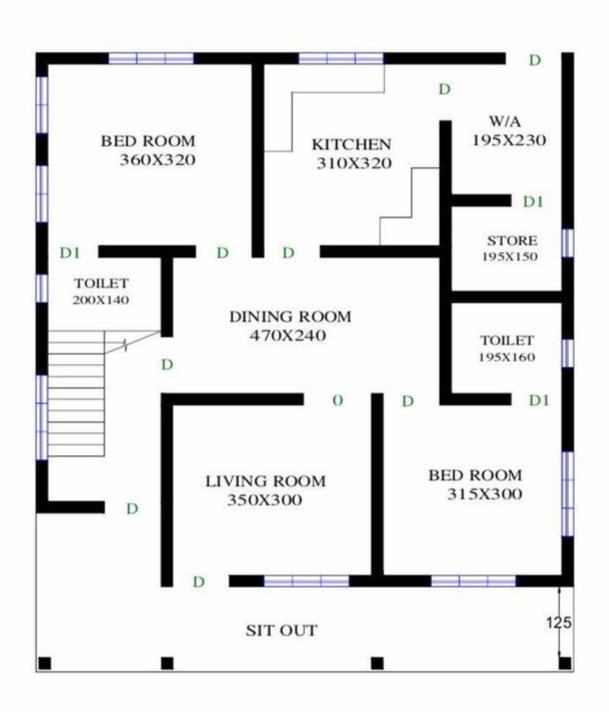 D
D
W/A
195X230
BED ROOM
360X320
KITCHEN
310X320
D1
STORE
195X150
D1
D
D
TOILET
200X140
DINING ROOM
470X240
TOILET
195X160
D
0
D
D1
LIVING ROOM
350X300
BED ROOM
315X300
D
D
SIT OUT
125